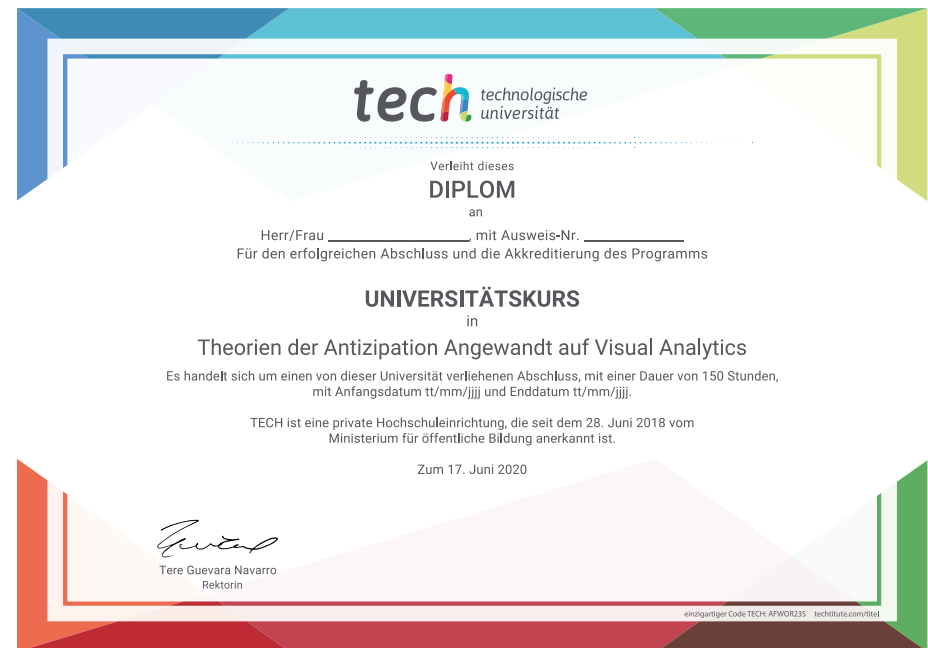 tech technologische
universität
Verleiht dieses
DIPLOM
an
Herr/Frau ____________________, mit Ausweis-Nr. ______________
Für den erfolgreichen Abschluss und die Akkreditierung des Programms
UNIVERSITÄTSKURS
in
Theorien der Antizipation Angewandt auf Visual Analytics
Es handelt sich um einen von dieser Universität verliehenen Abschluss, mit einer Dauer von 150 Stunden,
mit Anfangsdatum tt/mm/jjjj und Enddatum tt/mm/jjjj.
TECH ist eine private Hochschuleinrichtung, die seit dem 28. Juni 2018 vom
Ministerium für öffentliche Bildung anerkannt ist.
Zum 17. Juni 2020
Tere Guevara Navarro
Rektorin
einzigartiger Code TECH: AFWOR235 techtitute.com/titel